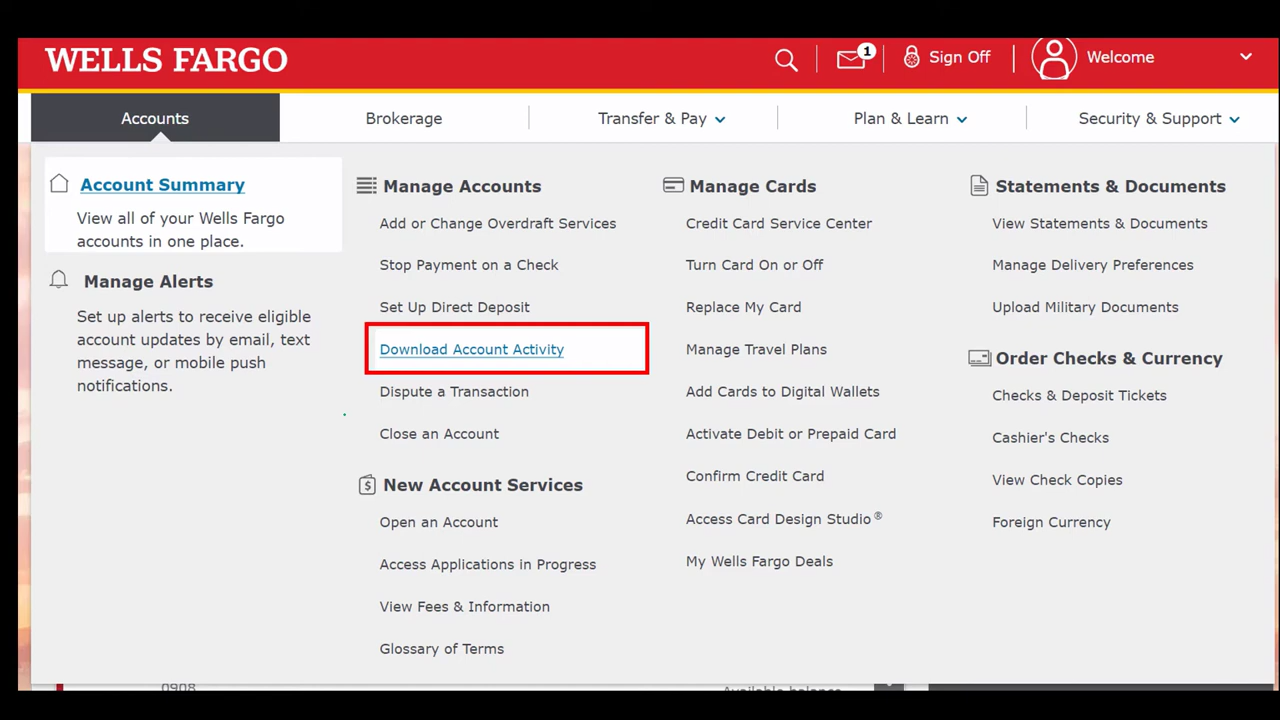 WELLS FARGO
1
Sign Off
Welcome
Accounts
Brokerage
Transfer & Pay
Plan & Learn
Security & Support
Account Summary
View all of your Wells Fargo
accounts in one place.
Manage Alerts
Set up alerts to receive eligible
account updates by email, text
message, or mobile push
notifications.
Manage Accounts
Add or Change Overdraft Services
Stop Payment on a Check
Set Up Direct Deposit
Download Account Activity
Dispute a Transaction
Close an Account
New Account Services
Open an Account
Access Applications in Progress
View Fees & Information
Glossary of Terms
Manage Cards
Credit Card Service Center
Turn Card On or Off
Replace My Card
Manage Travel Plans
Add Cards to Digital Wallets
Activate Debit or Prepaid Card
Confirm Credit Card
Access Card Design Studio®
My Wells Fargo Deals
Statements & Documents
View Statements & Documents
Manage Delivery Preferences
Upload Military Documents
Order Checks & Currency
Checks & Deposit Tickets
Cashier's Checks
View Check Copies
Foreign Currency
0908
Available balance